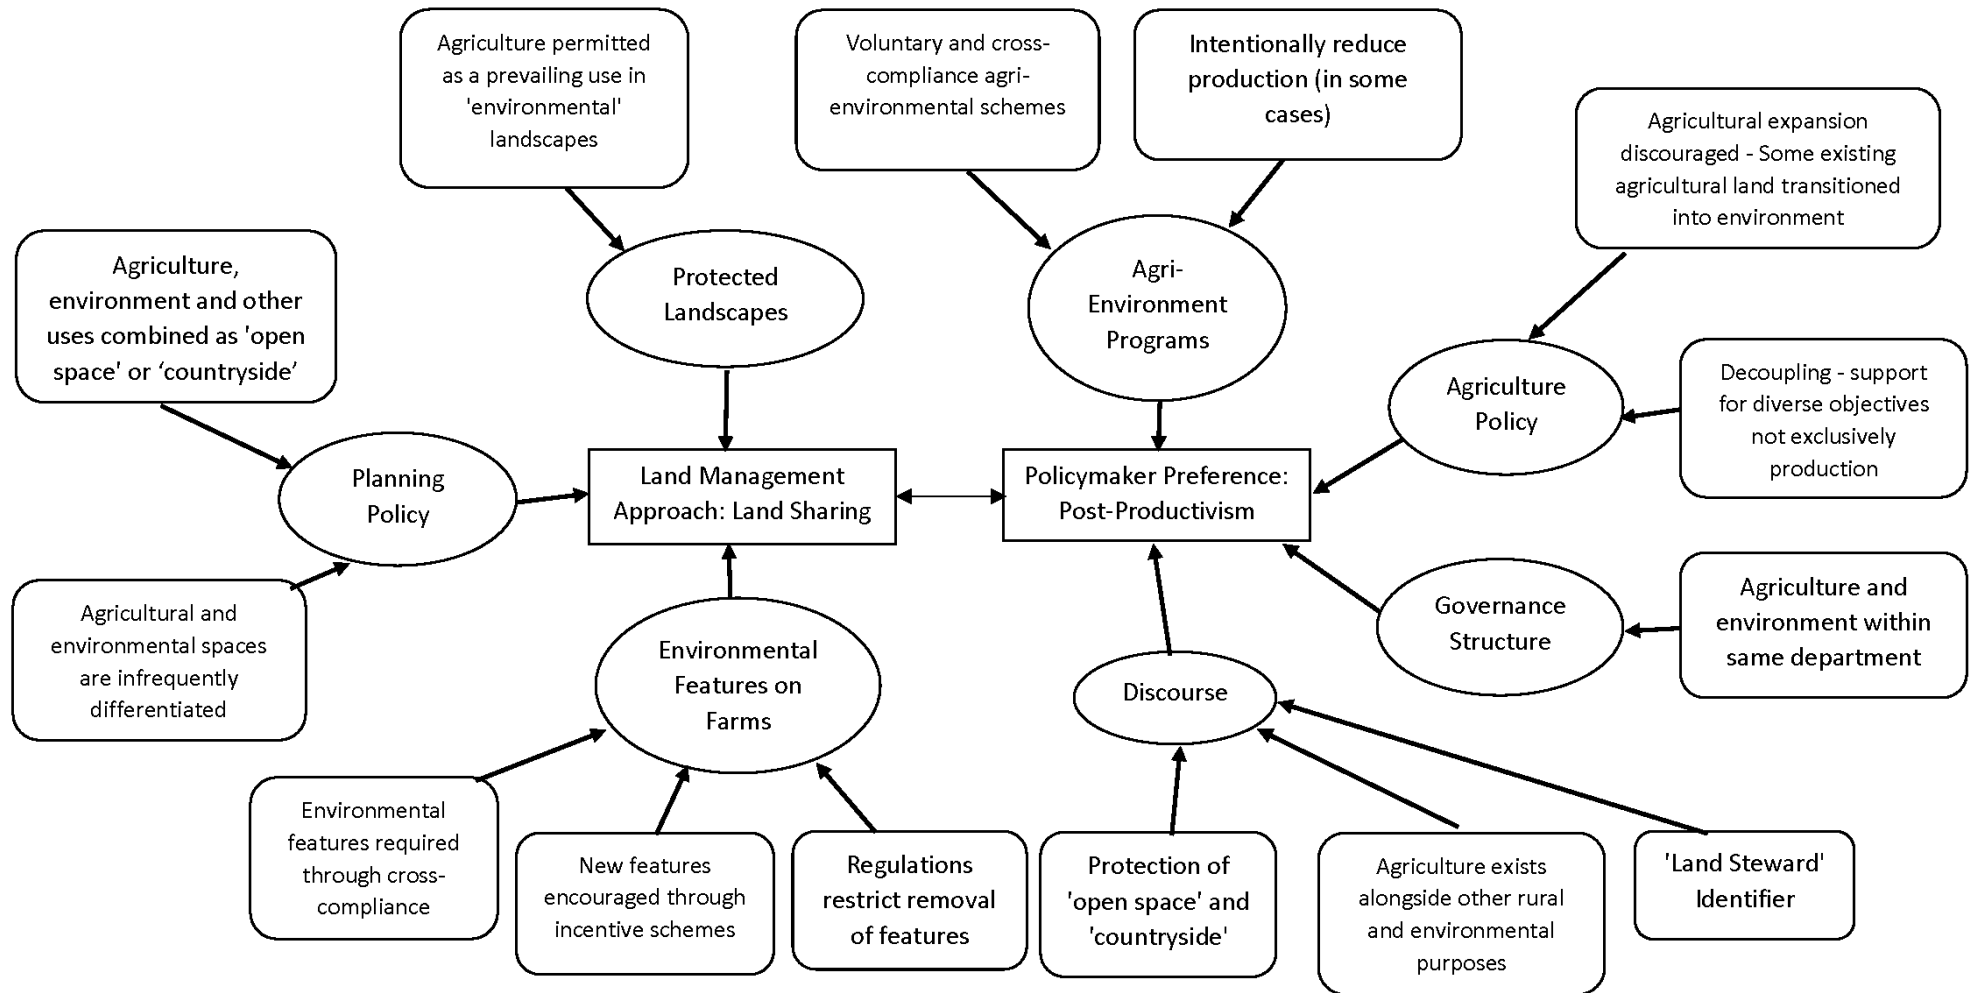 Agriculture permitted
as a prevailing use in
'environmental'
landscapes
Voluntary and cross-
compliance agri-
environmental schemes
Intentionally reduce
production (in some
cases)
Agricultural expansion
discouraged - Some existing
agricultural land transitioned
into environment
Agriculture,
environment and other
uses combined as 'open
space' or ‘countryside’
Protected
Landscapes
Agri-
Environment
Programs
Agriculture
Policy
Decoupling - support
for diverse objectives
not exclusively
production
Planning
Policy
Land Management
Approach: Land Sharing
Policymaker Preference:
Post-Productivism
Agricultural and
environmental spaces
are infrequently
differentiated
Environmental
Features on
Farms
Discourse
Governance
Structure
Agriculture and
environment within
same department
Environmental
features required
through cross-
compliance
New features
encouraged through
incentive schemes
Regulations
restrict removal
of features
Protection of
'open space' and
'countryside'
Agriculture exists
alongside other rural
and environmental
purposes
'Land Steward'
Identifier